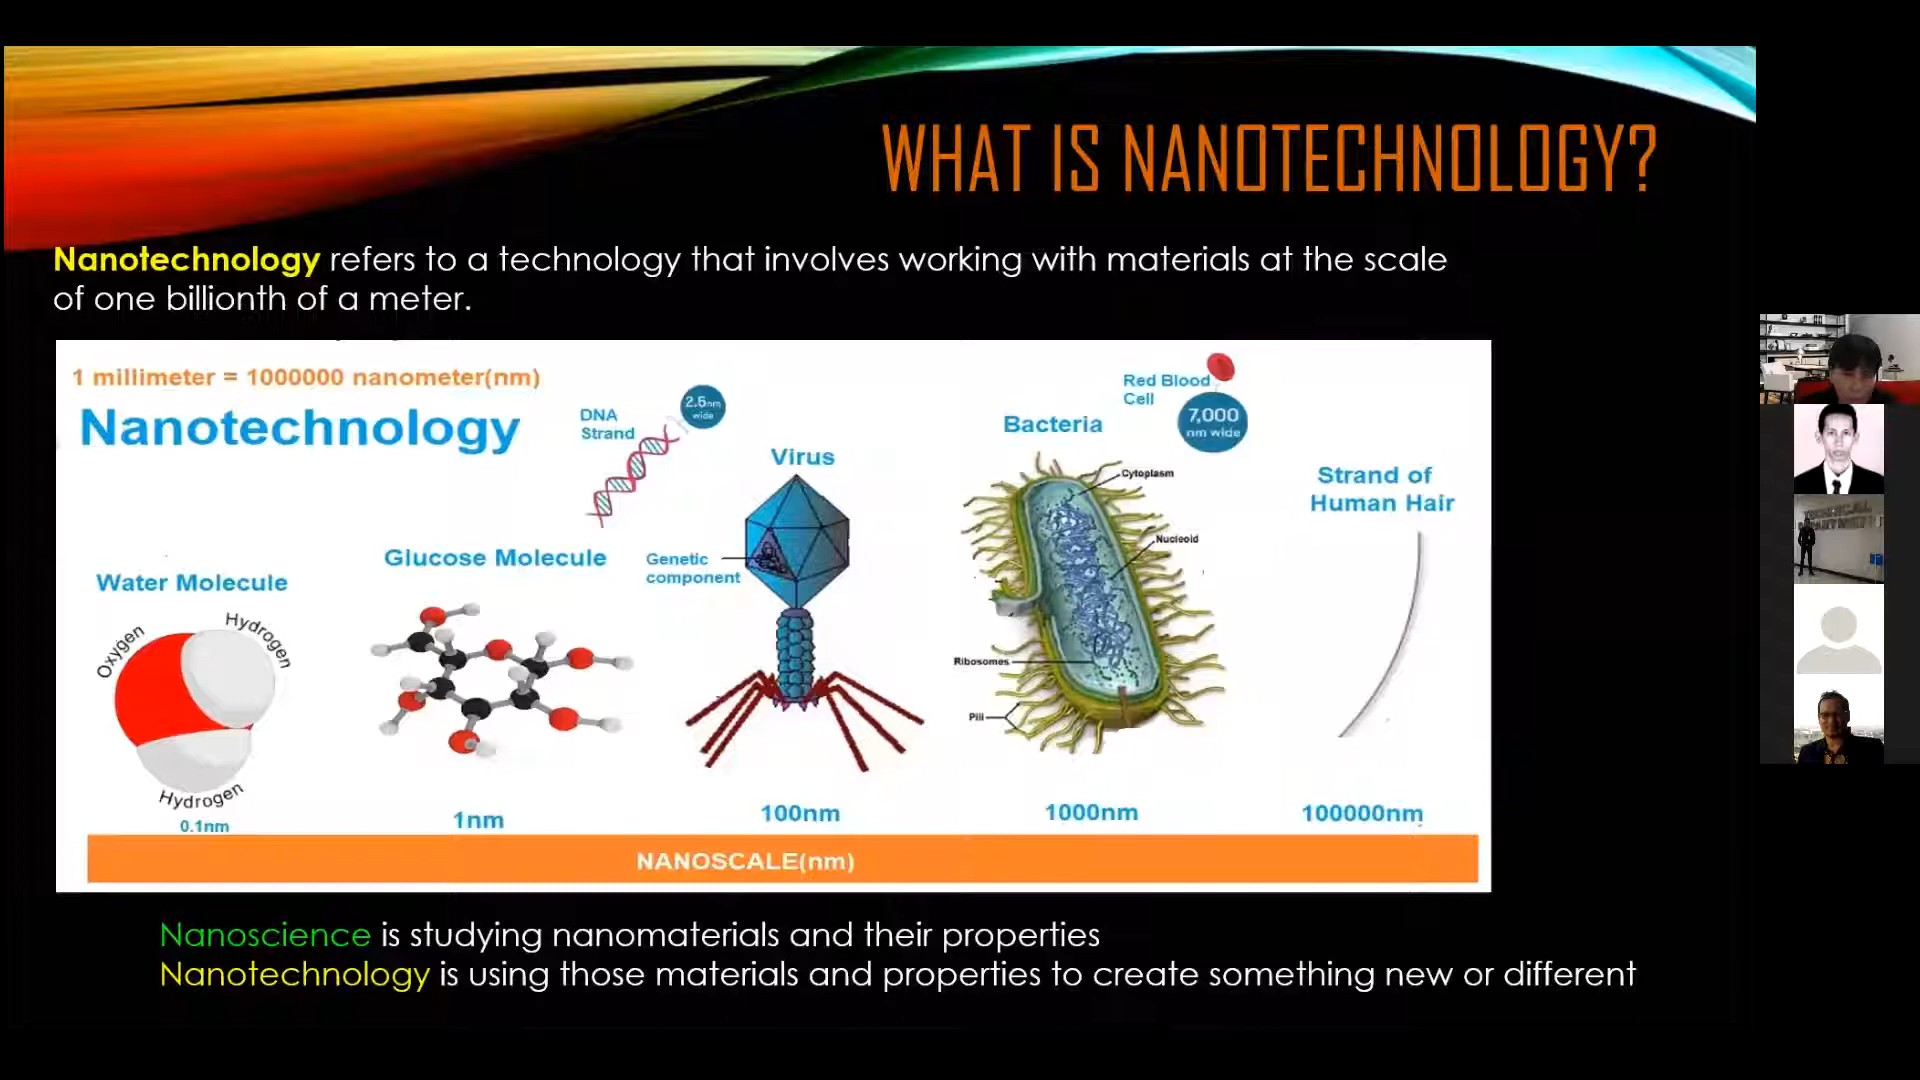 WHAT IS NANOTECHNOLOGY?
Nanotechnology refers to a technology that involves working with materials at the scale
of one billionth of a meter.
1 millimeter = 1000000 nanometer(nm)
Nanotechnology
DNA
Strand
2.5nm
wide
Virus
Genetic
component
Bacteria
Red Blood
Cell
7,000
nm wide
Cytoplasm
Nucleoid
Ribosomes
Pili
Strand of
Human Hair
Glucose Molecule
Water Molecule
Oxygen
Hydrogen
Hydrogen
0.1nm
1nm
100nm
1000nm
100000nm
NANOSCALE(nm)
Nanoscience is studying nanomaterials and their properties
Nanotechnology is using those materials and properties to create something new or different
TECHNICAL